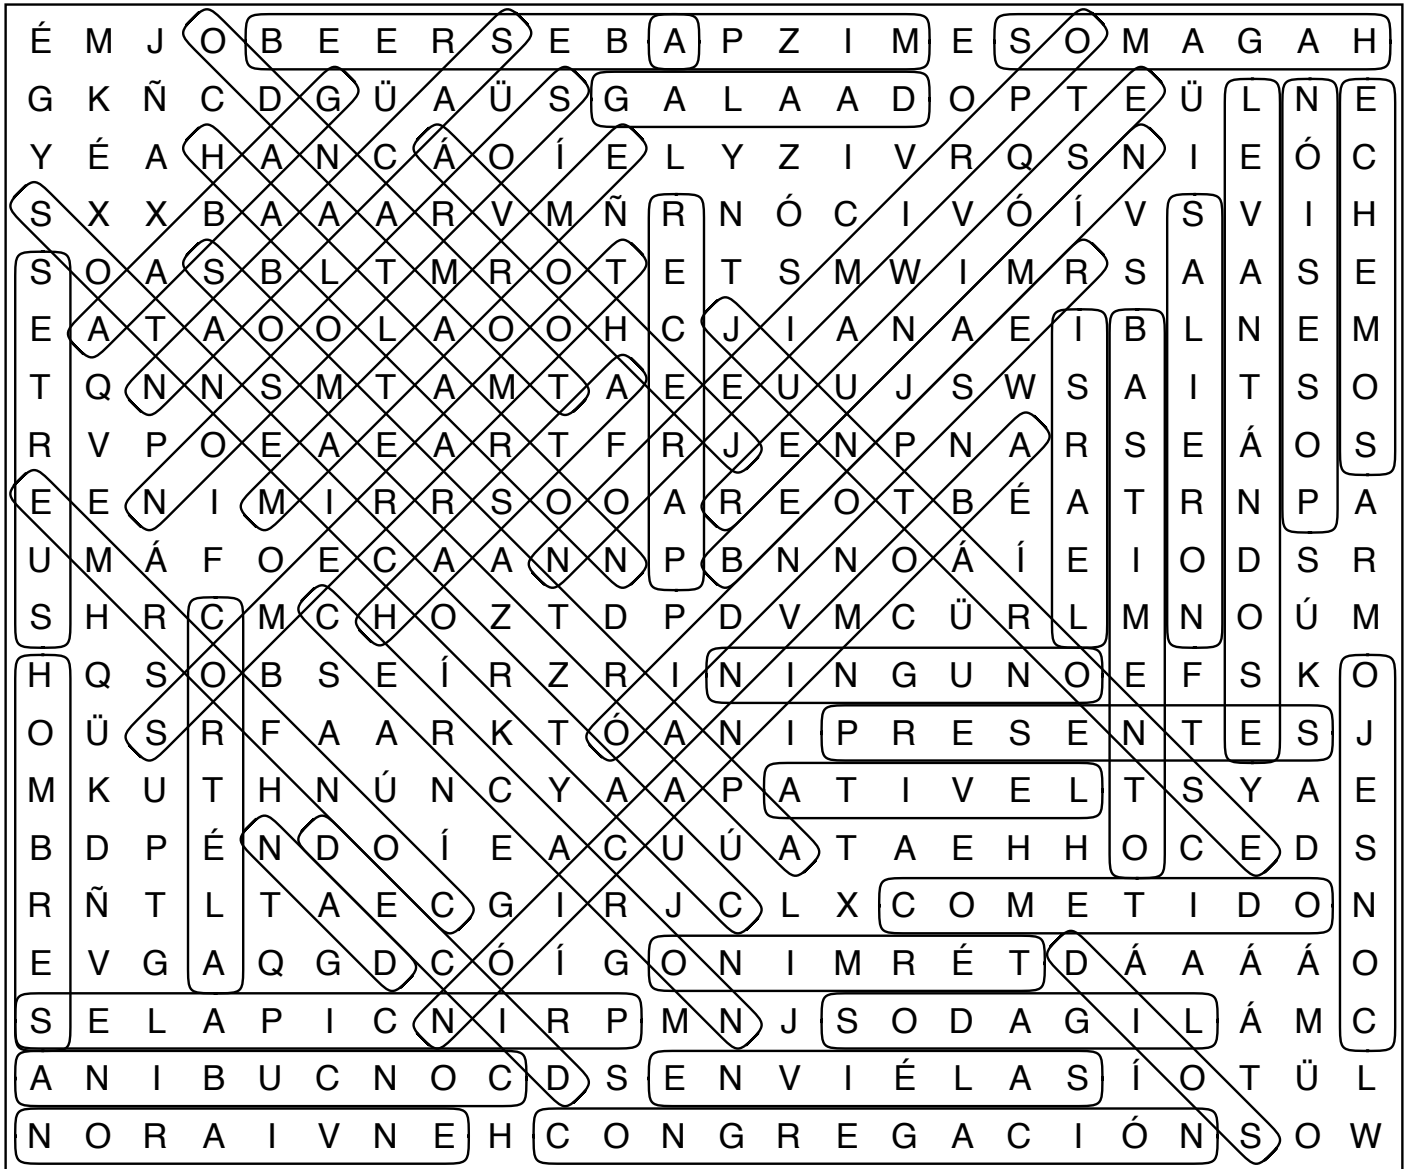 É M J O B E E R S E B A P Z I M E S O M A G A H
G K Ñ C D G Ü A Ü S G A L A A D O P T E Ü L N E
Y É A H A N C Á O Í E L Y Z I V R Q S N I E Ó C
S X X B A A A R V M Ñ R N Ó C I V Ó Í V S V I H
S O A S B L T M R O T E T S M W I M R S A A S E
E A T A O O L A O O H C J I A N A E I B L N E M
T Q N N S M T A M T A E E U U J S W S A I T S O
R V P O E A E A R T F R J E N P N A R S E Á O S
E E N I M I R R S O O A R E O T B É A T R N P A
U M Á F O E C A A N N P B N N O Á Í E I O D S R
S H R C M C H O Z T D P D V M C Ü R L M N O Ú M
H Q S O B S E Í R Z R I N I N G U N O E F S K O
O Ü S R F A A R K T Ó A N I P R E S E N T E S J
M K U T H N Ú N C Y A A P A T I V E L T S Y A E
B D P É N D O Í E A C U Ú A T A E H H O C E D S
R Ñ T L T A E C G I R J C L X C O M E T I D O N
E V G A Q G D C Ó Í G O N I M R É T D Á A Á Á O
S E L A P I C N I R P M N J S O D A G I L Á M C
A N I B U C N O C D S E N V I É L A S Í O T Ü L
N O R A I V N E H C O N G R E G A C I Ó N S O W